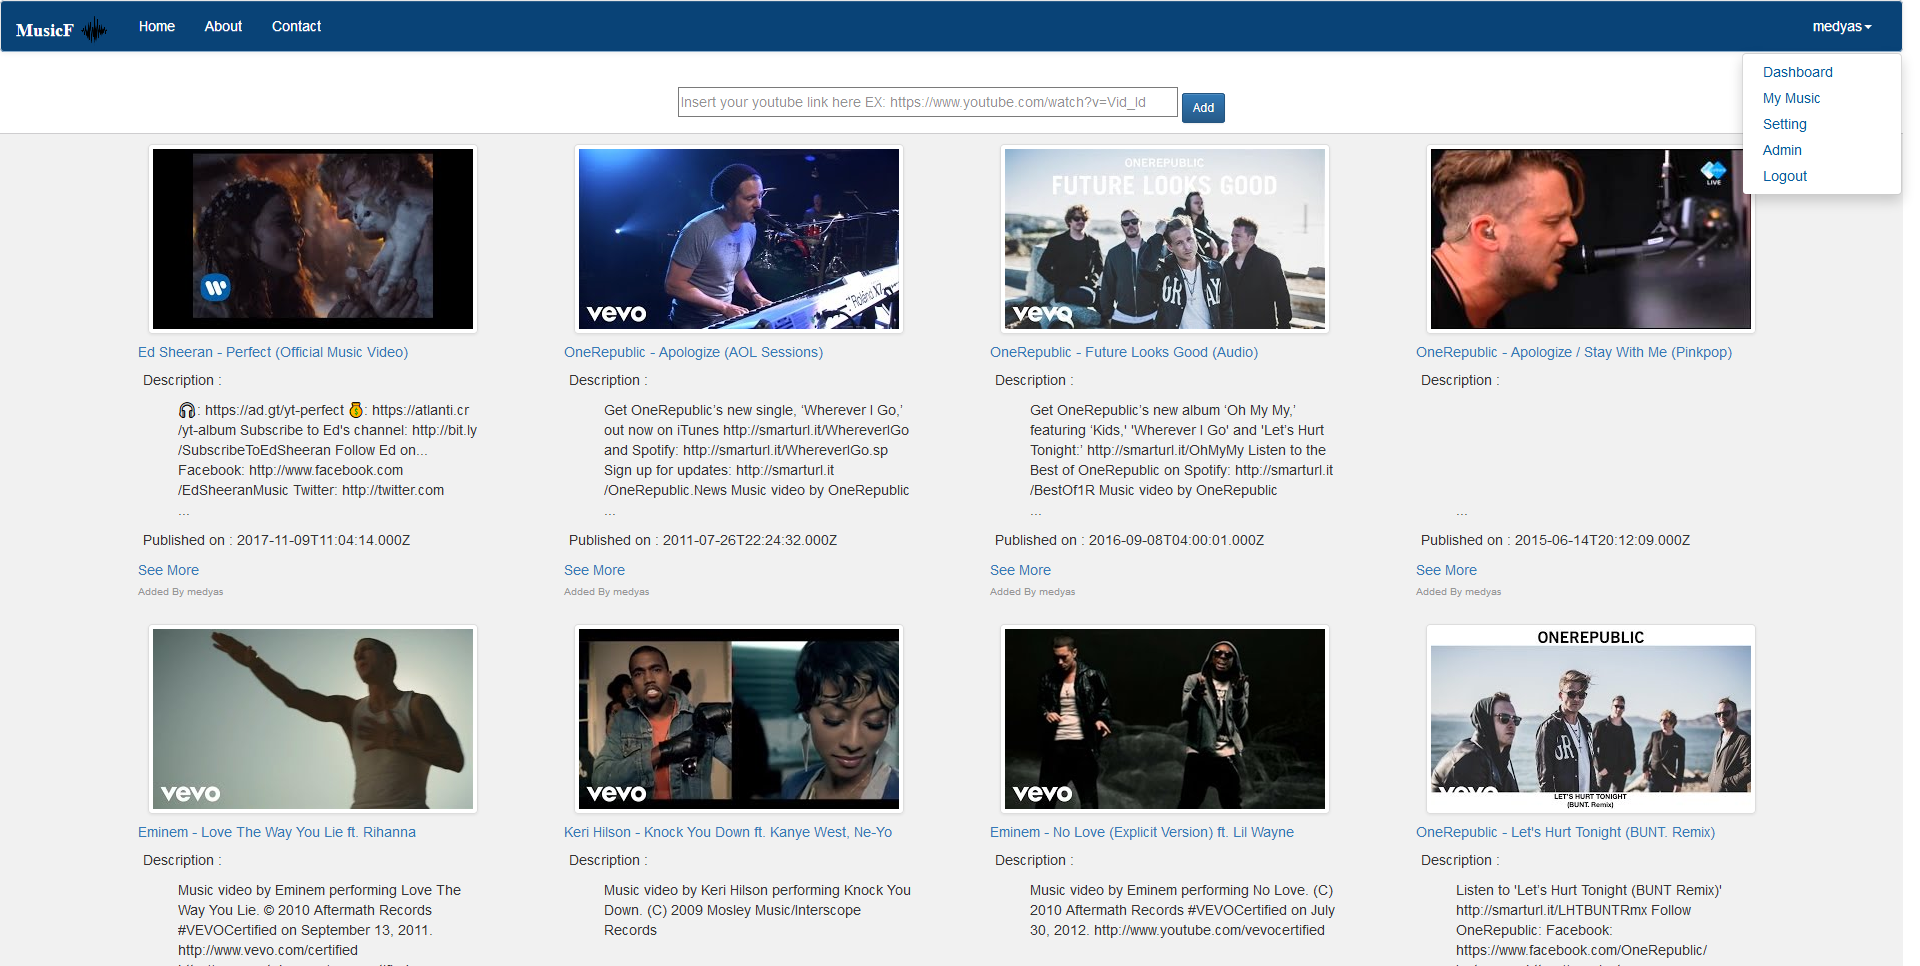 MusicF
Home
About
Contact
medyas
Dashboard
My Music
Setting
Admin
Logout
Insert your youtube link here EX: https://www.youtube.com/watch?v=Vid_Id
Add
ONEREPUBLIC
FUTURE LOOKS GOOD
GR AY
vevo
Roland X7
vevo
LIVE
Ed Sheeran - Perfect (Official Music Video)
Description :
🎧: https://ad.gt/yt-perfect 💰: https://atlanti.cr
/yt-album Subscribe to Ed's channel: http://bit.ly
/SubscribeToEdSheeran Follow Ed on...
Facebook: http://www.facebook.com
/EdSheeranMusic Twitter: http://twitter.com
...
Published on : 2017-11-09T11:04:14.000Z
See More
Added By medyas
OneRepublic - Apologize (AOL Sessions)
Description :
Get OneRepublic’s new single, ‘Wherever I Go,’
out now on iTunes http://smarturl.it/WhereverIGo
and Spotify: http://smarturl.it/WhereverIGo.sp
Sign up for updates: http://smarturl.it
/OneRepublic.News Music video by OneRepublic
...
Published on : 2011-07-26T22:24:32.000Z
See More
Added By medyas
OneRepublic - Future Looks Good (Audio)
Description :
Get OneRepublic’s new album ‘Oh My My,’
featuring ‘Kids,' 'Wherever I Go' and 'Let’s Hurt
Tonight:’ http://smarturl.it/OhMyMy Listen to the
Best of OneRepublic on Spotify: http://smarturl.it
/BestOf1R Music video by OneRepublic
...
Published on : 2016-09-08T04:00:01.000Z
See More
Added By medyas
OneRepublic - Apologize / Stay With Me (Pinkpop)
Description :
...
Published on : 2015-06-14T20:12:09.000Z
See More
Added By medyas
vevo
vevo
vevo
ONEREPUBLIC
vevo
LET'S HURT TONIGHT
(BUNT. Remix)
Eminem - Love The Way You Lie ft. Rihanna
Description :
Music video by Eminem performing Love The
Way You Lie. © 2010 Aftermath Records
#VEVOCertified on September 13, 2011.
http://www.vevo.com/certified
Keri Hilson - Knock You Down ft. Kanye West, Ne-Yo
Description :
Music video by Keri Hilson performing Knock You
Down. (C) 2009 Mosley Music/Interscope
Records
Eminem - No Love (Explicit Version) ft. Lil Wayne
Description :
Music video by Eminem performing No Love. (C)
2010 Aftermath Records #VEVOCertified on July
30, 2012. http://www.youtube.com/vevocertified
OneRepublic - Let's Hurt Tonight (BUNT. Remix)
Description :
Listen to 'Let’s Hurt Tonight (BUNT Remix)'
http://smarturl.it/LHTBUNTRmx Follow
OneRepublic: Facebook:
https://www.facebook.com/OneRepublic/